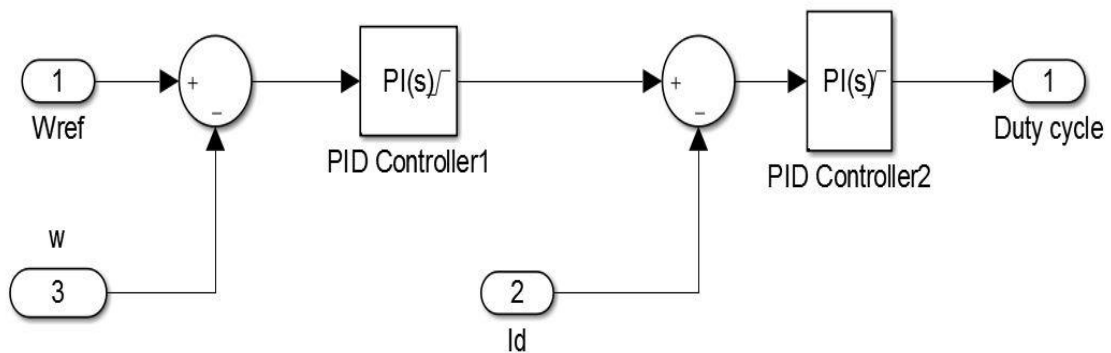 1
Wref
+
−
PI(s)
PID Controller1
+
−
PI(s)
PID Controller2
1
Duty cycle
w
3
2
Id